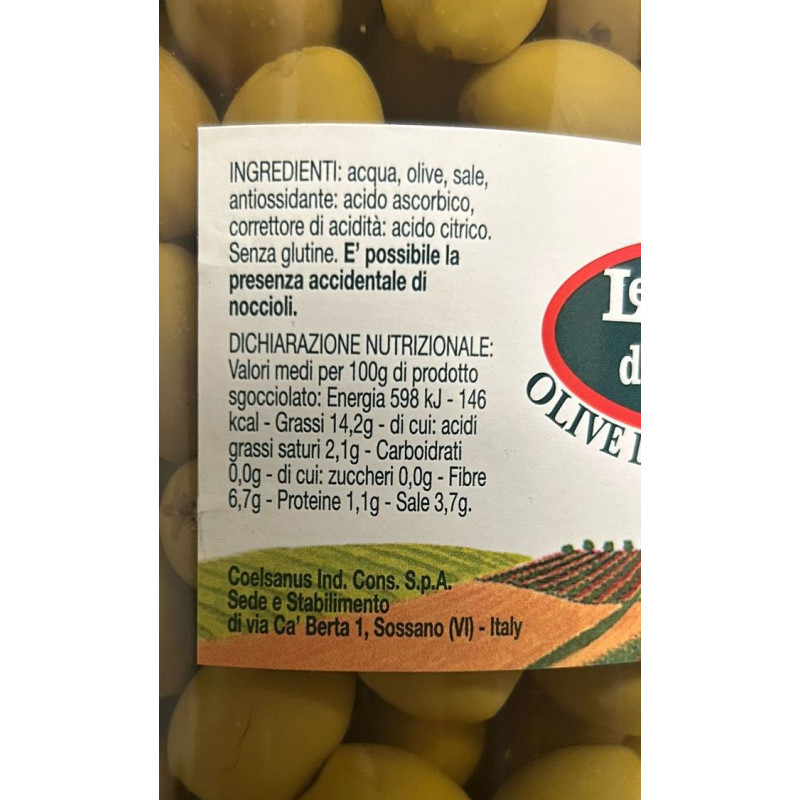 INGREDIENTI: acqua, olive, sale,
antiossidante: acido ascorbico,
correttore di acidità: acido citrico.
Senza glutine. E' possibile la
presenza accidentale di
noccioli.
DICHIARAZIONE NUTRIZIONALE:
Valori medi per 100g di prodotto
sgocciolato: Energia 598 kJ - 146
kcal - Grassi 14,2g - di cui: acidi
grassi saturi 2,1g - Carboidrati
0,0g - di cui: zuccheri 0,0g - Fibre
6,7g - Proteine 1,1g - Sale 3,7g.
Coelsanus Ind. Cons. S.p.A.
Sede e Stabilimento
di via Ca' Berta 1, Sossano (VI) - Italy
OLIVE